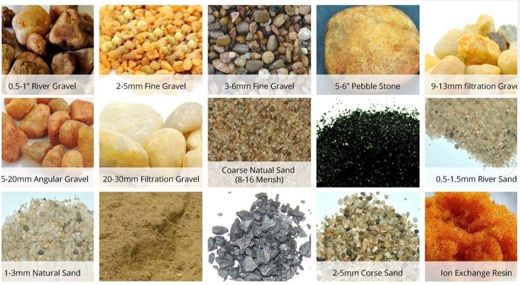 0.5-1" River Gravel
2-5mm Fine Gravel
3-6mm Fine Gravel
5-6" Pebble Stone
9-13mm filtration Grave
5-20mm Angular Gravel
20-30mm Filtration Gravel
Coarse Natual Sand
(8-16 Mensh)
0.5-1.5mm River Sand
1-3mm Natural Sand
2-5mm Corse Sand
Ion Exchange Resin